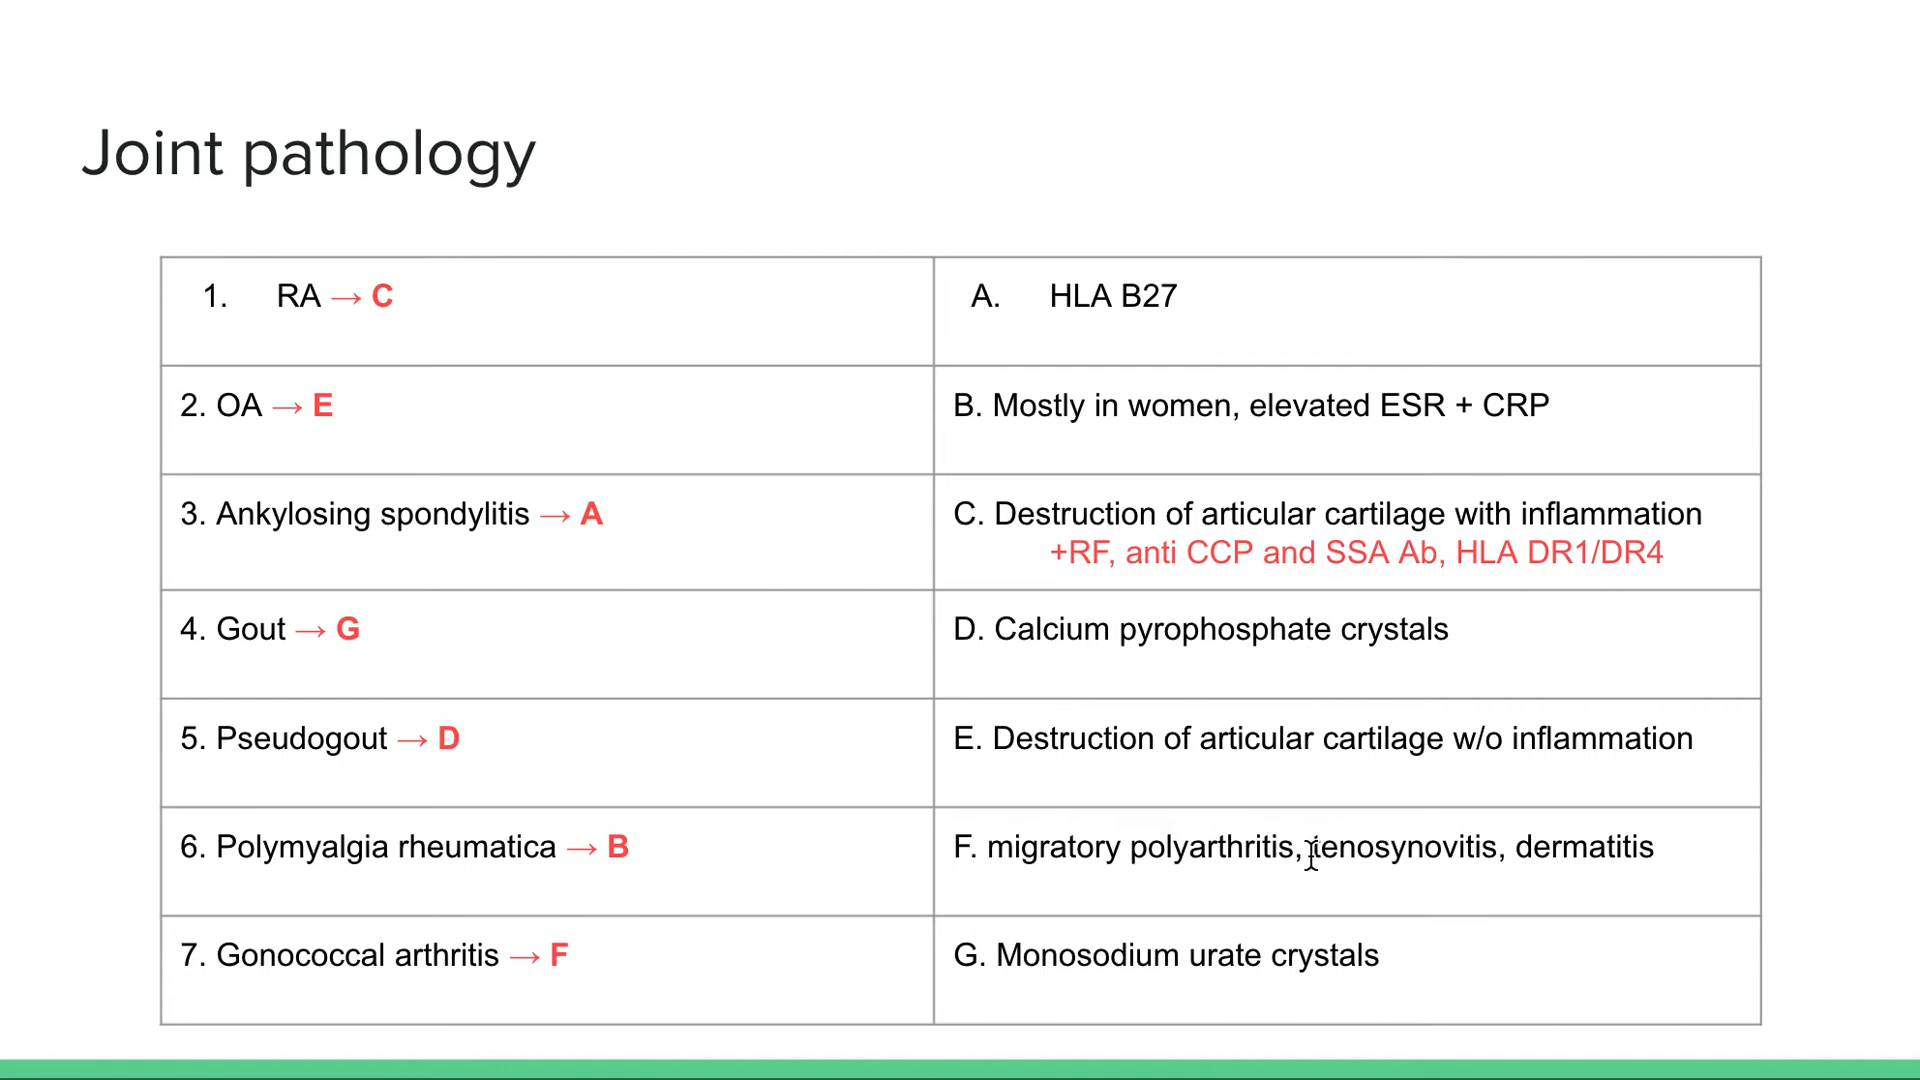 Joint pathology
1. RA → C
A. HLA B27
2. OA → E
B. Mostly in women, elevated ESR + CRP
3. Ankylosing spondylitis → A
C. Destruction of articular cartilage with inflammation
+RF, anti CCP and SSA Ab, HLA DR1/DR4
4. Gout → G
D. Calcium pyrophosphate crystals
5. Pseudogout → D
E. Destruction of articular cartilage w/o inflammation
6. Polymyalgia rheumatica → B
F. migratory polyarthritis, tenosynovitis, dermatitis
7. Gonococcal arthritis → F
G. Monosodium urate crystals